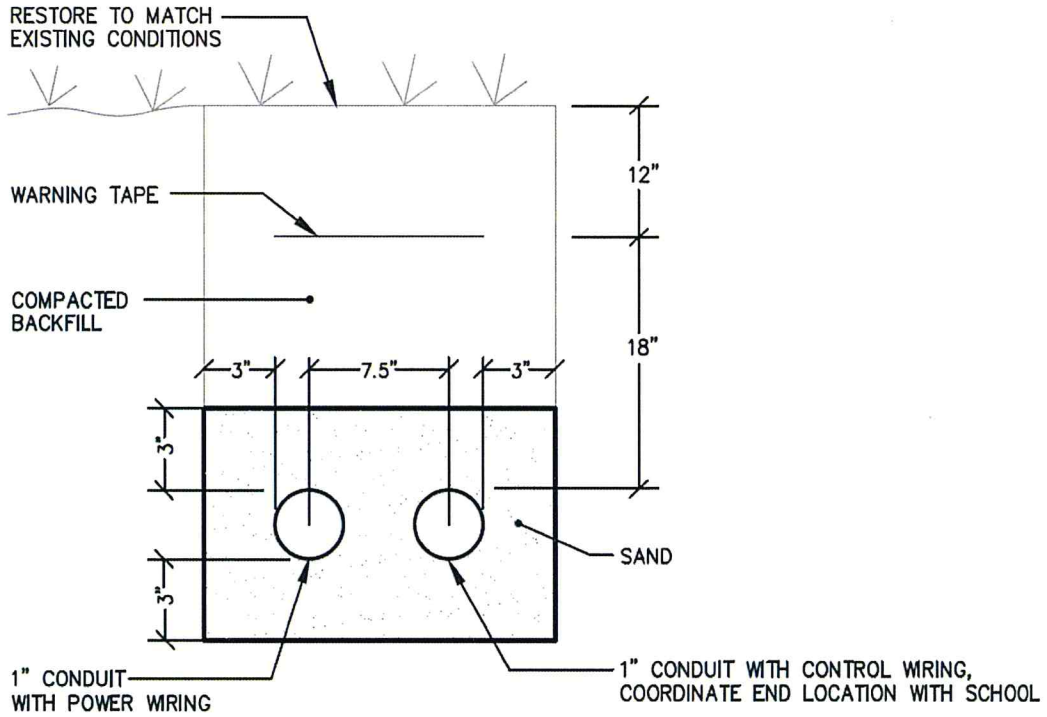 RESTORE TO MATCH
EXISTING CONDITIONS
12"
WARNING TAPE
COMPACTED
BACKFILL
18"
3"
7.5"
3"
3"
SAND
3"
1" CONDUIT
WITH POWER WIRING
1" CONDUIT WITH CONTROL WIRING,
COORDINATE END LOCATION WITH SCHOOL